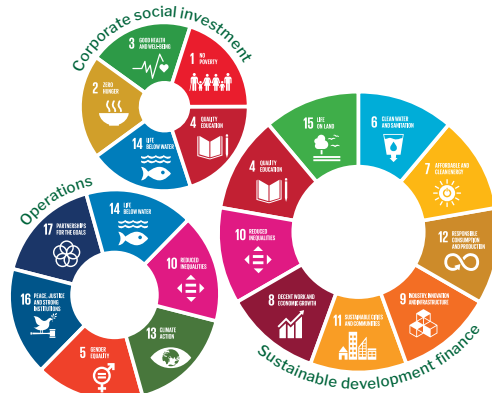 Corporate social investment
3 GOOD HEALTH
AND WELL-BEING
1 NO
POVERTY
2 ZERO
HUNGER
4 QUALITY
EDUCATION
14 LIFE
BELOW WATER
Operations
17 PARTNERSHIPS
FOR THE GOALS
14 LIFE
BELOW WATER
10 REDUCED
INEQUALITIES
16 PEACE, JUSTICE
AND STRONG
INSTITUTIONS
13 CLIMATE
ACTION
5 GENDER
EQUALITY
15 LIFE
ON LAND
6 CLEAN WATER
AND SANITATION
4 QUALITY
EDUCATION
7 AFFORDABLE AND
CLEAN ENERGY
10 REDUCED
INEQUALITIES
12 RESPONSIBLE
CONSUMPTION
AND PRODUCTION
8 DECENT WORK AND
ECONOMIC GROWTH
11 SUSTAINABLE CITIES
AND COMMUNITIES
9 INDUSTRY, INNOVATION
AND INFRASTRUCTURE
Sustainable development finance